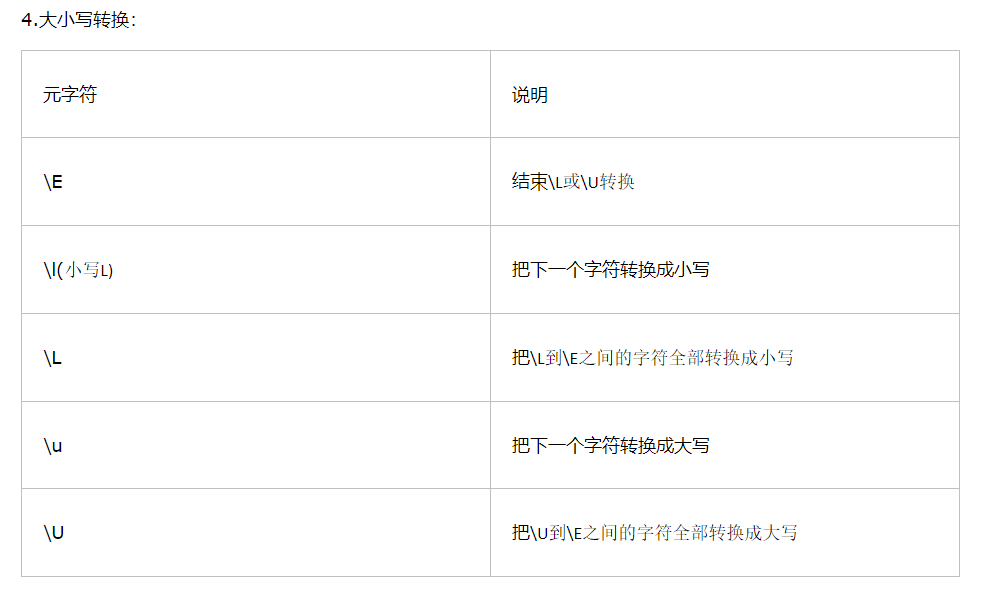 4.大小写转换：
元字符 说明
\E 结束\L或\U转换
\l(小写L) 把下一个字符转换成小写
\L 把\L到\E之间的字符全部转换成小写
\u 把下一个字符转换成大写
\U 把\U到\E之间的字符全部转换成大写